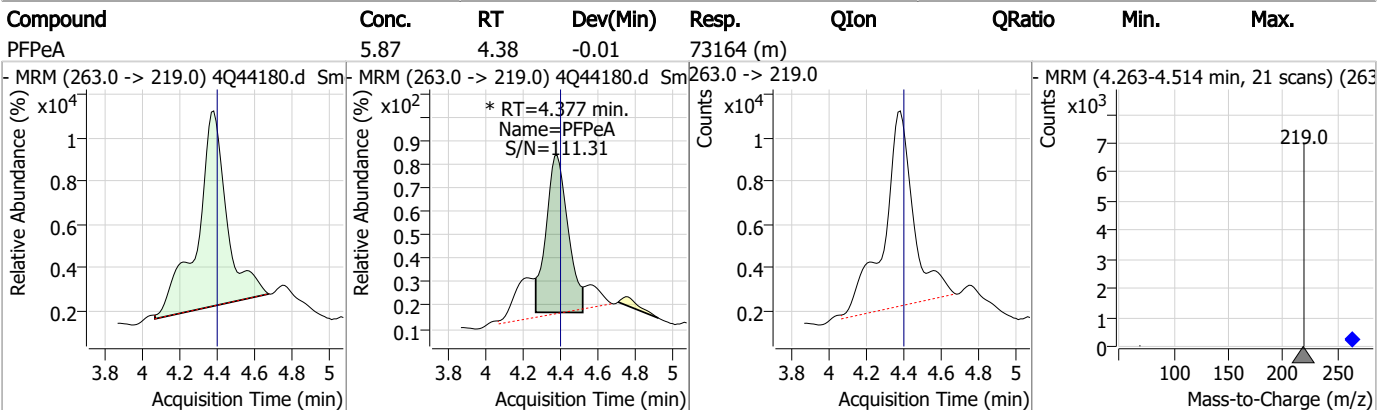 Compound Conc. RT Dev(Min) Resp. QIon QRatio Min. Max.
PFPeA 5.87 4.38 -0.01 73164 (m)
- MRM (263.0 -> 219.0) 4Q44180.d Sm
Relative Abundance (%)
x10⁴
1
0.8
0.6
0.4
0.2
3.8 4 4.2 4.4 4.6 4.8 5
Acquisition Time (min)
- MRM (263.0 -> 219.0) 4Q44180.d Sm
Relative Abundance (%)
x10²
* RT=4.377 min.
Name=PFPeA
S/N=111.31
0.9
0.8
0.7
0.6
0.5
0.4
0.3
0.2
0.1
3.8 4 4.2 4.4 4.6 4.8 5
Acquisition Time (min)
263.0 -> 219.0
Counts
x10⁴
1
0.8
0.6
0.4
0.2
3.8 4 4.2 4.4 4.6 4.8 5
Acquisition Time (min)
- MRM (4.263-4.514 min, 21 scans) (263
Counts
x10³
219.0
7
6
5
4
3
2
1
0
100 150 200 250
Mass-to-Charge (m/z)